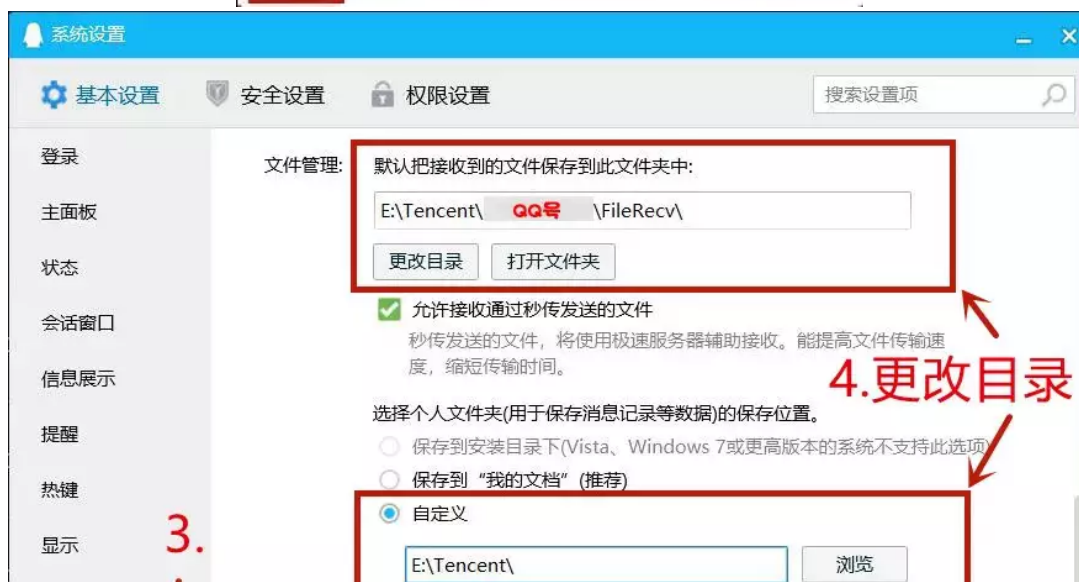 系统设置
基本设置 安全设置 权限设置 搜索设置项
登录
主面板
状态
会话窗口
信息展示
提醒
热键
显示
3.
文件管理: 默认把接收到的文件保存到此文件夹中:
E:\Tencent\ QQ号 \FileRecv\
更改目录 打开文件夹
允许接收通过秒传发送的文件
秒传发送的文件，将使用极速服务器辅助接收。能提高文件传输速
度，缩短传输时间。
4.更改目录
选择个人文件夹(用于保存消息记录等数据)的保存位置。
保存到安装目录下(Vista、Windows 7或更高版本的系统不支持此选项)
保存到“我的文档”(推荐)
自定义
E:\Tencent\ 浏览